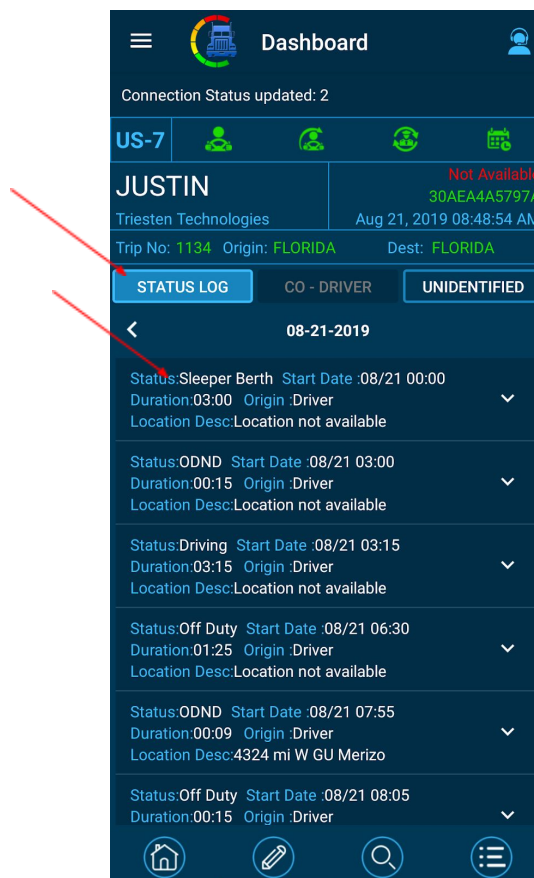 Dashboard
Connection Status updated: 2
US-7
JUSTIN
Not Available
30AEA4A5797A
Triesten Technologies
Aug 21, 2019 08:48:54 AM
Trip No: 1134 Origin: FLORIDA Dest: FLORIDA
STATUS LOG CO - DRIVER UNIDENTIFIED
08-21-2019
Status:Sleeper Berth Start Date :08/21 00:00
Duration:03:00 Origin :Driver
Location Desc:Location not available
Status:ODND Start Date :08/21 03:00
Duration:00:15 Origin :Driver
Location Desc:Location not available
Status:Driving Start Date :08/21 03:15
Duration:03:15 Origin :Driver
Location Desc:Location not available
Status:Off Duty Start Date :08/21 06:30
Duration:01:25 Origin :Driver
Location Desc:Location not available
Status:ODND Start Date :08/21 07:55
Duration:00:09 Origin :Driver
Location Desc:4324 mi W GU Merizo
Status:Off Duty Start Date :08/21 08:05
Duration:00:15 Origin :Driver